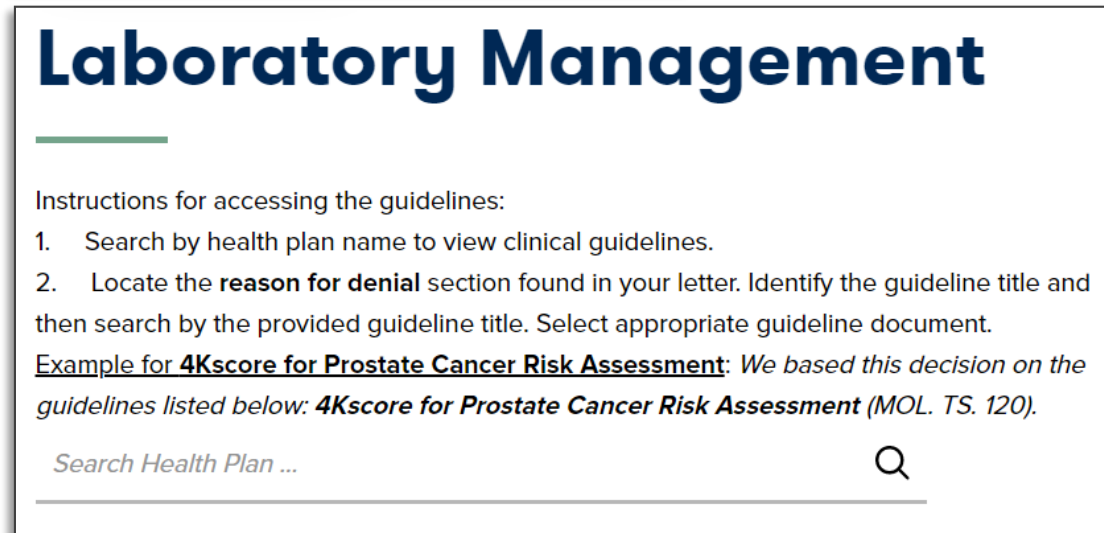 Laboratory Management
Instructions for accessing the guidelines:
1. Search by health plan name to view clinical guidelines.
2. Locate the reason for denial section found in your letter. Identify the guideline title and
then search by the provided guideline title. Select appropriate guideline document.
Example for 4Kscore for Prostate Cancer Risk Assessment: We based this decision on the
guidelines listed below: 4Kscore for Prostate Cancer Risk Assessment (MOL. TS. 120).
Search Health Plan ...